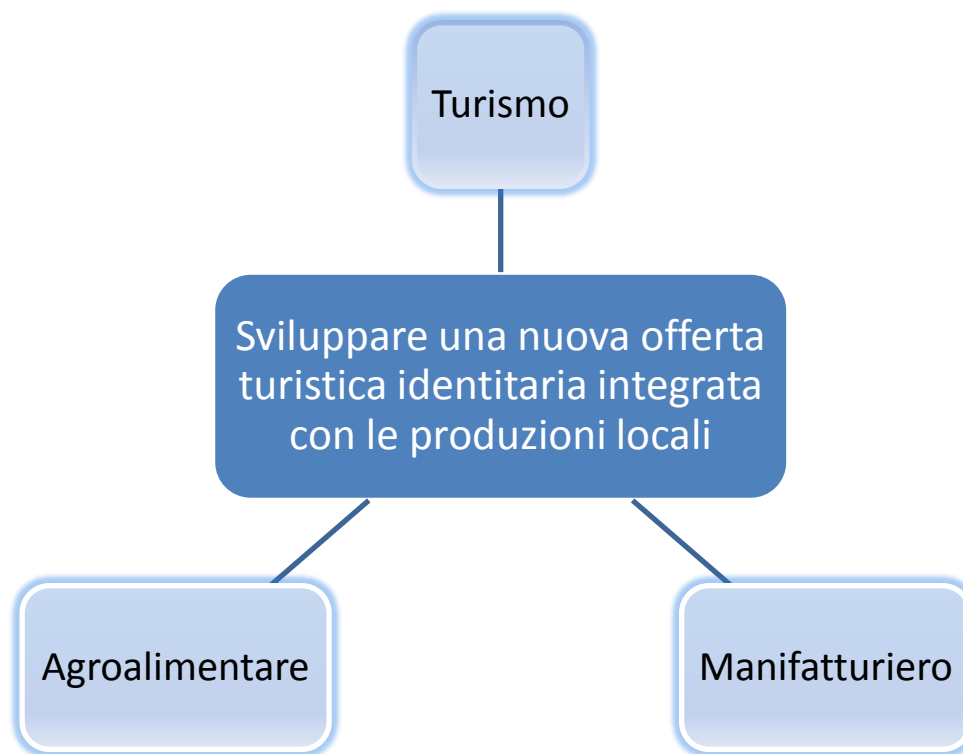 Turismo
Sviluppare una nuova offerta
turistica identitaria integrata
con le produzioni locali
Agroalimentare
Manifatturiero